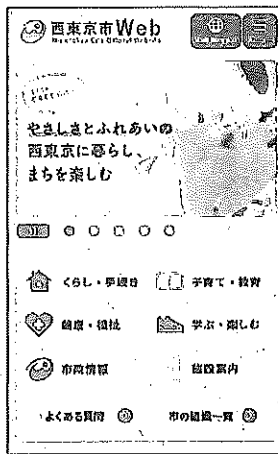 西東京市Web
やさしさとふれあいの
西東京に暮らし、
まちを楽しむ
くらし・手続き
子育て・教育
健康・福祉
学ぶ・楽しむ
市政情報
施設案内
よくある質問
市の組織一覧